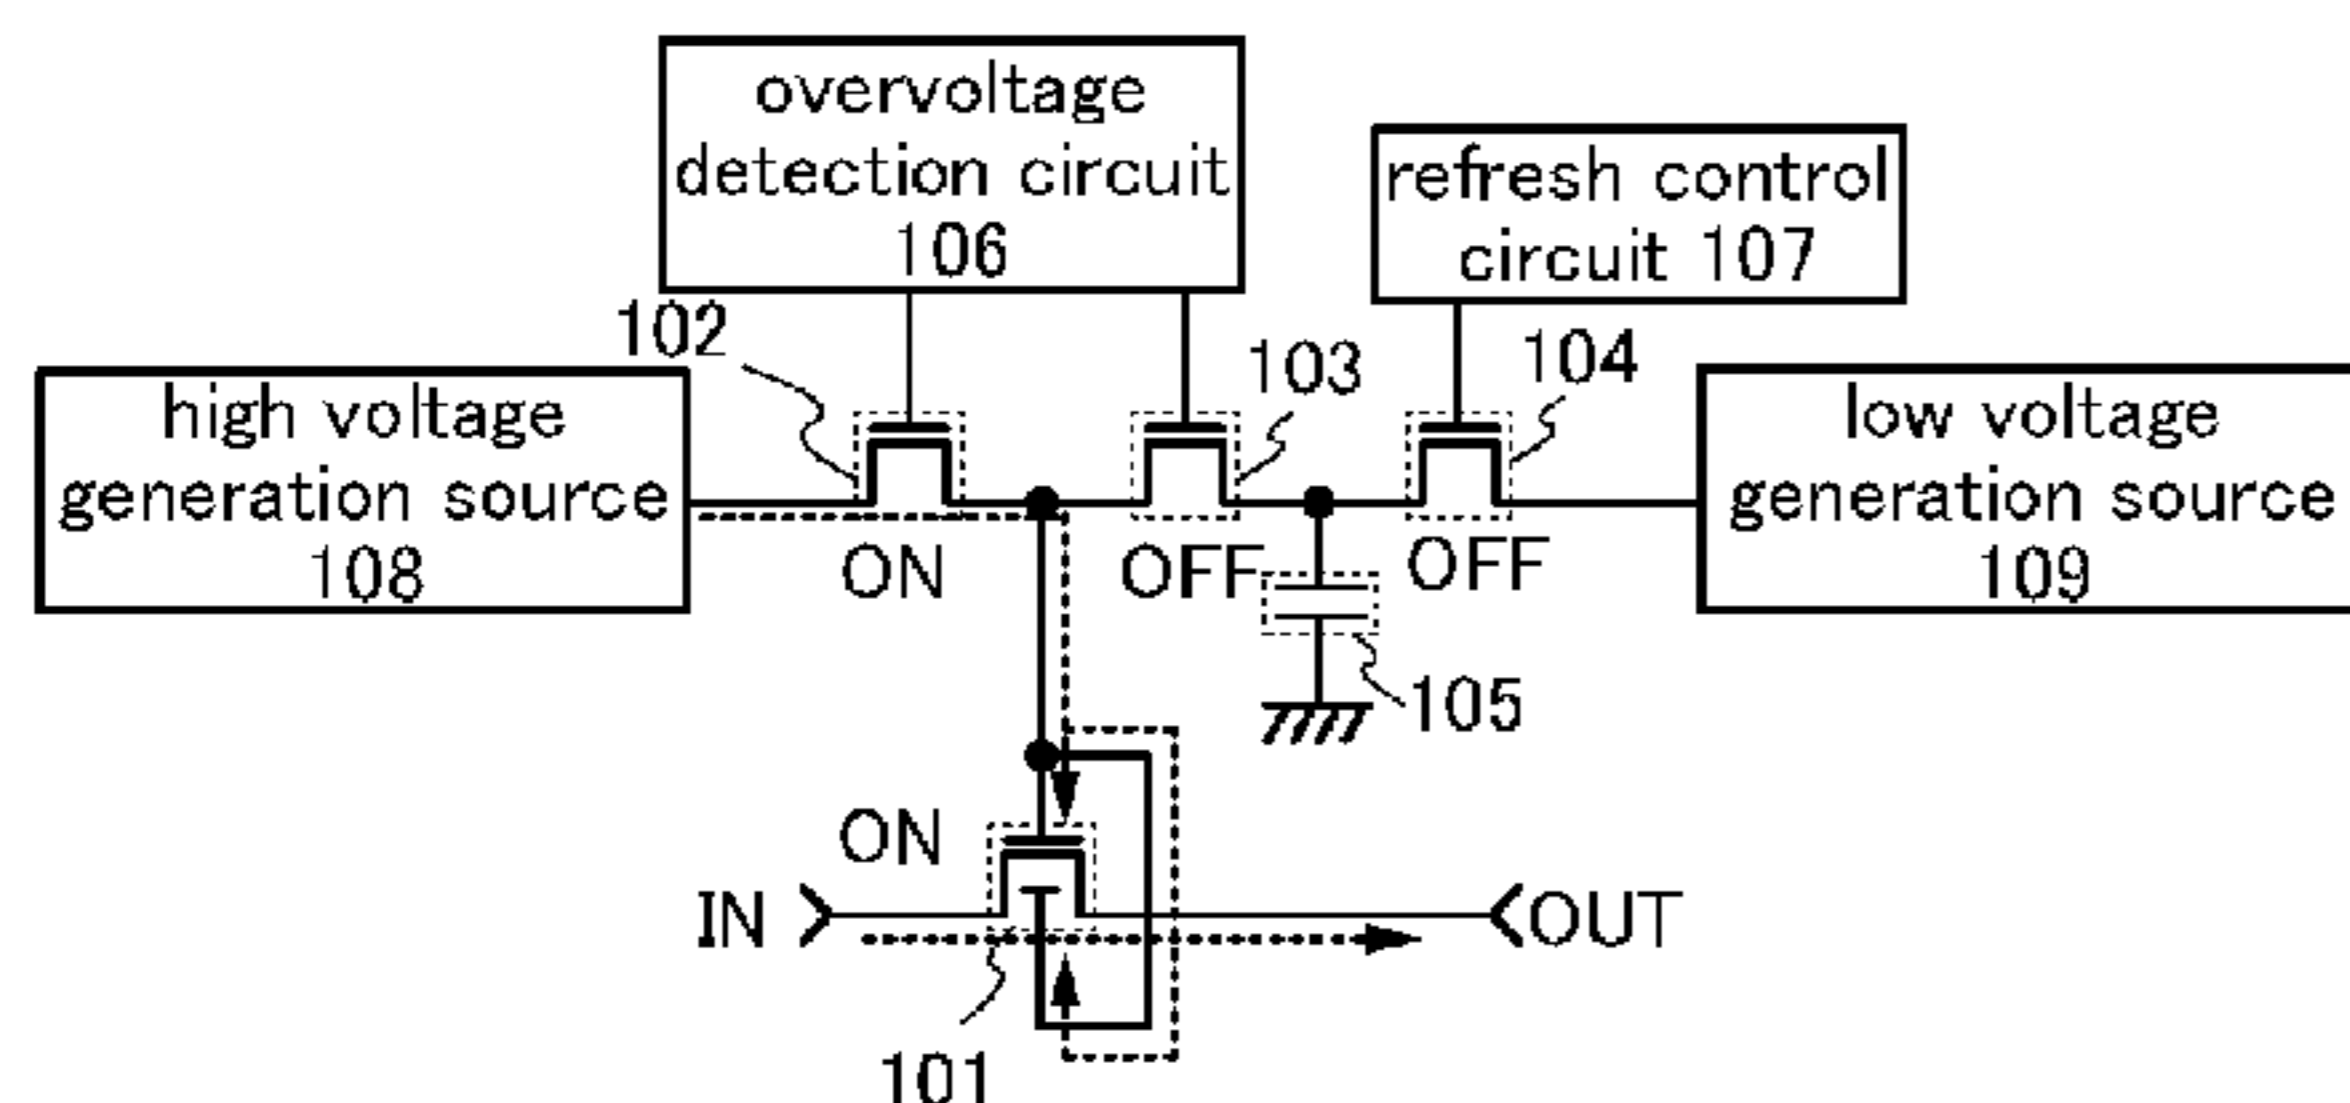 overvoltage
detection circuit
106
refresh control
circuit 107
102
103
104
high voltage
generation source
108
low voltage
generation source
109
ON
OFF
OFF
105
ON
IN
OUT
101